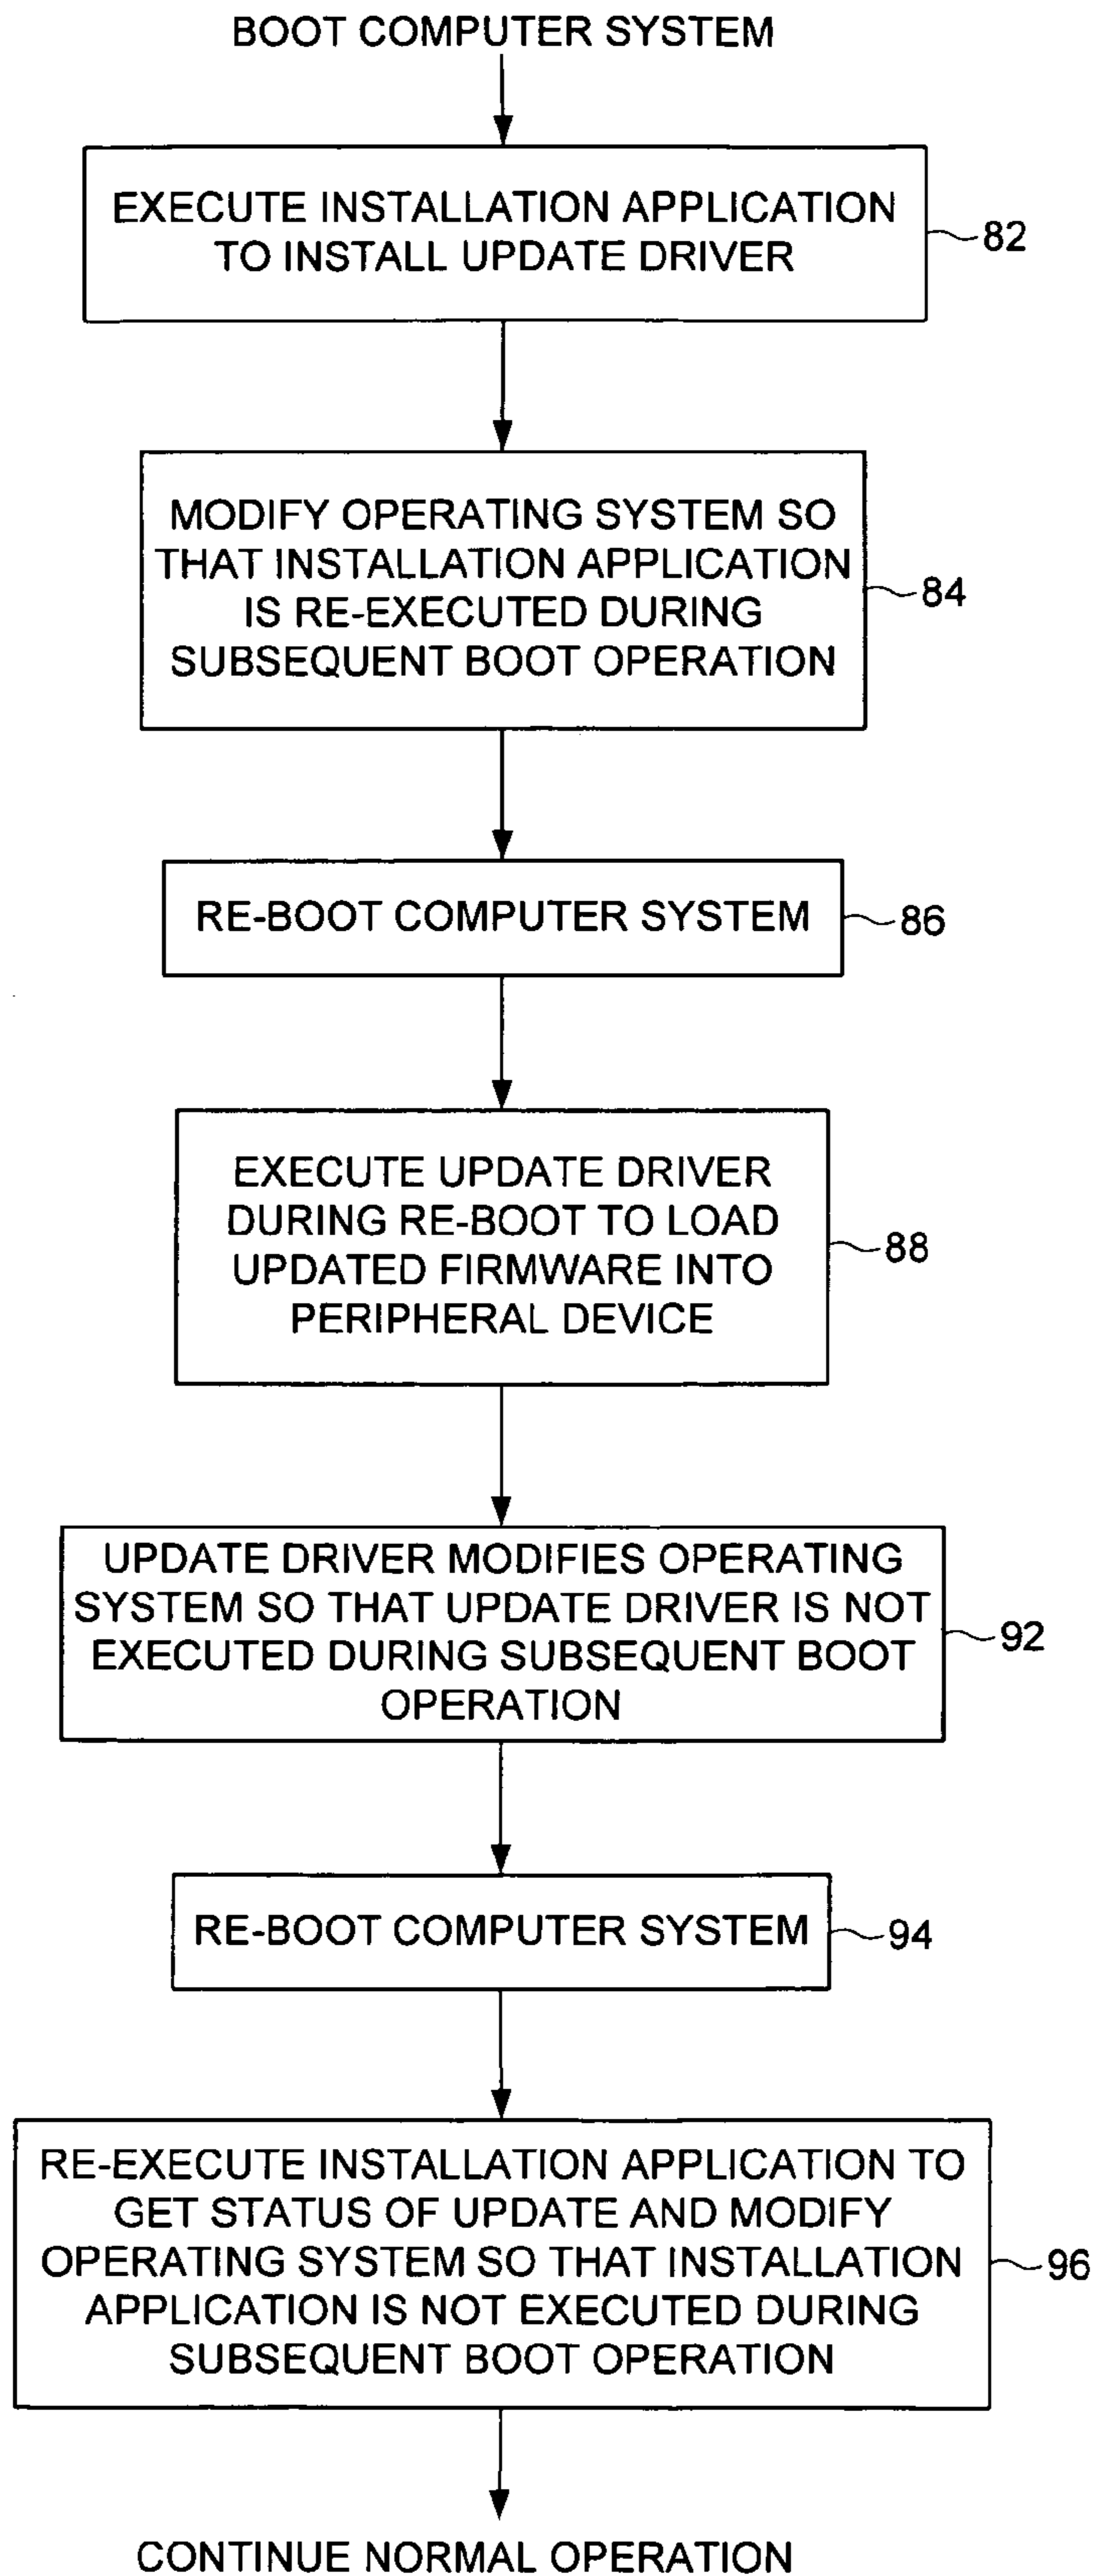 BOOT COMPUTER SYSTEM
EXECUTE INSTALLATION APPLICATION
TO INSTALL UPDATE DRIVER
82
MODIFY OPERATING SYSTEM SO
THAT INSTALLATION APPLICATION
IS RE-EXECUTED DURING
SUBSEQUENT BOOT OPERATION
84
RE-BOOT COMPUTER SYSTEM
86
EXECUTE UPDATE DRIVER
DURING RE-BOOT TO LOAD
UPDATED FIRMWARE INTO
PERIPHERAL DEVICE
88
UPDATE DRIVER MODIFIES OPERATING
SYSTEM SO THAT UPDATE DRIVER IS NOT
EXECUTED DURING SUBSEQUENT BOOT
OPERATION
92
RE-BOOT COMPUTER SYSTEM
94
RE-EXECUTE INSTALLATION APPLICATION TO
GET STATUS OF UPDATE AND MODIFY
OPERATING SYSTEM SO THAT INSTALLATION
APPLICATION IS NOT EXECUTED DURING
SUBSEQUENT BOOT OPERATION
96
CONTINUE NORMAL OPERATION